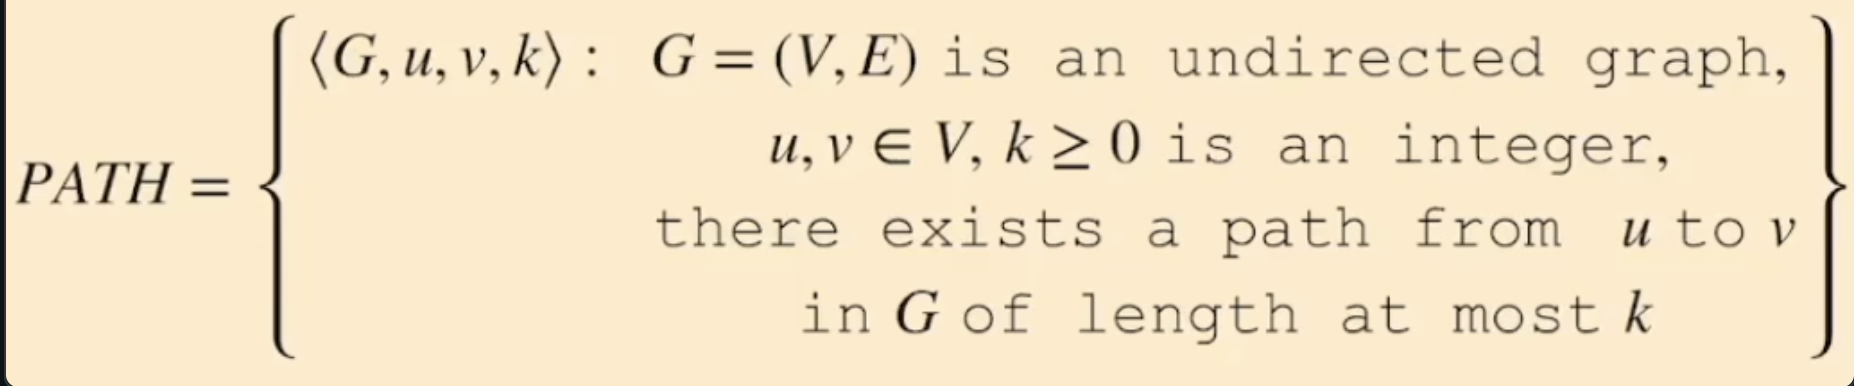 ⟨G, u, v, k⟩ : G = (V, E) is an undirected graph,
u, v ∈ V, k ≥ 0 is an integer,
PATH =
there exists a path from u to v
in G of length at most k